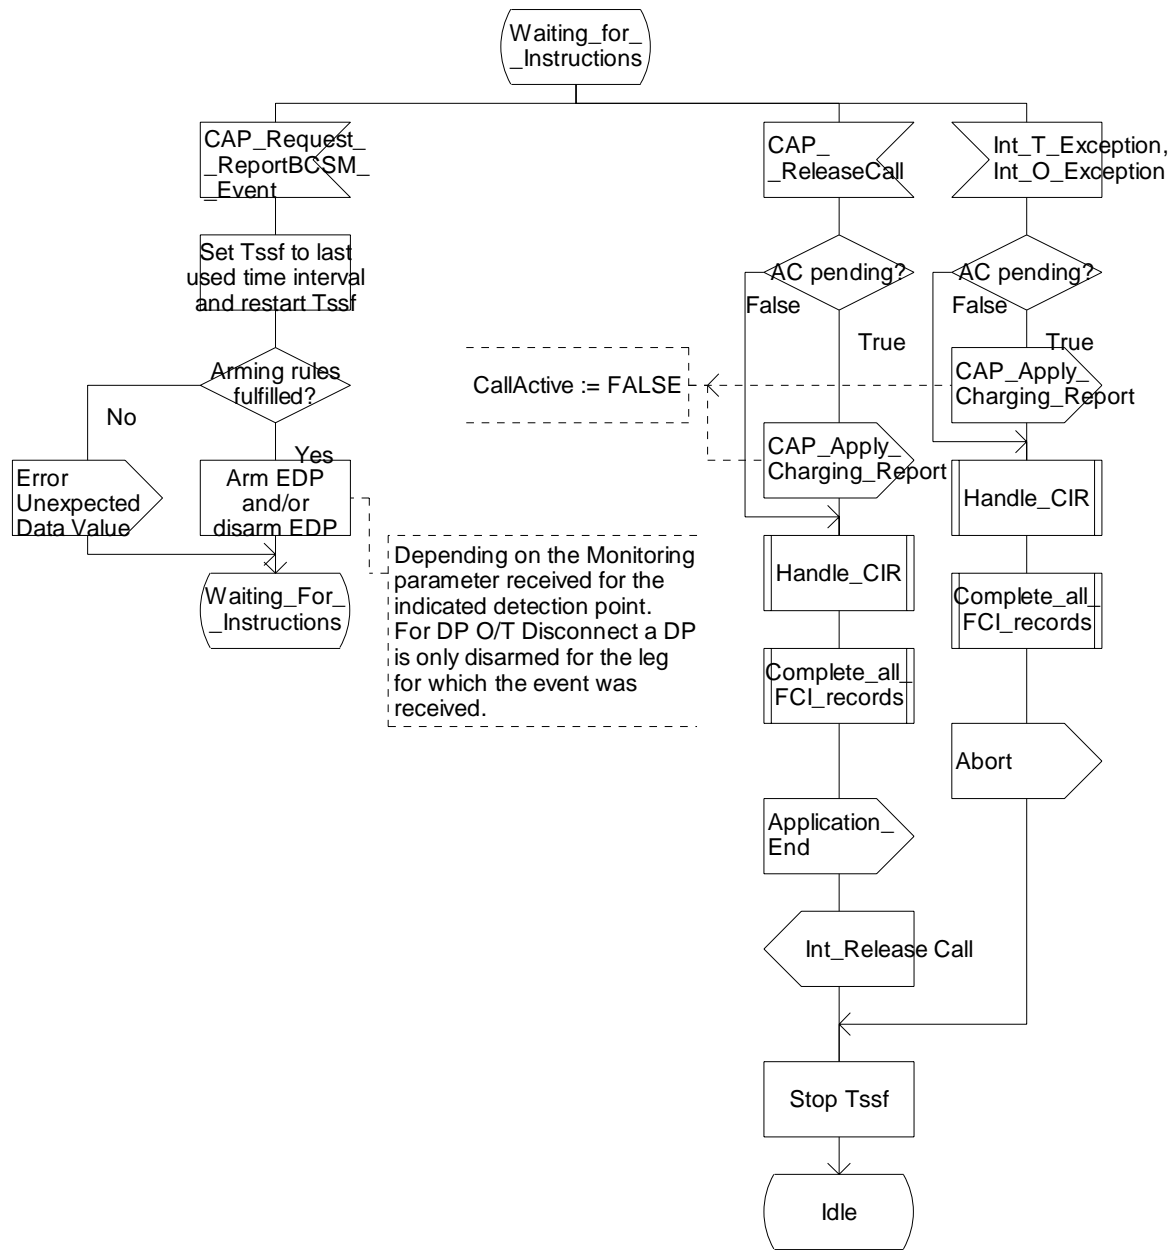 Waiting_for_
_Instructions
CAP_Request_
_ReportBCSM_
_Event
CAP_
_ReleaseCall
Int_T_Exception,
Int_O_Exception
Set Tssf to last
used time interval
and restart Tssf
AC pending?
AC pending?
False
False
True
True
Arming rules
fulfilled?
CallActive := FALSE
CAP_Apply_
Charging_Report
No
Yes
CAP_Apply_
Charging_Report
Error
Unexpected
Data Value
Arm EDP
and/or
disarm EDP
Handle_CIR
Depending on the Monitoring
parameter received for the
indicated detection point.
For DP O/T Disconnect a DP
is only disarmed for the leg
for which the event was
received.
Handle_CIR
Waiting_For_
_Instructions
Complete_all_
FCI_records
Complete_all_
FCI_records
Abort
Application_
End
Int_Release Call
Stop Tssf
Idle